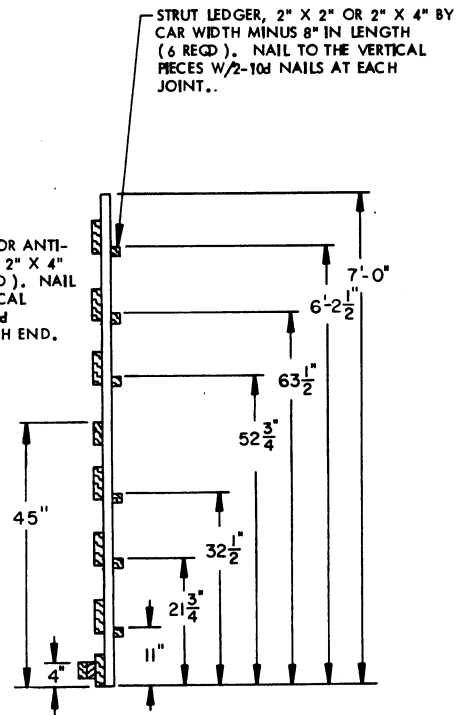 STRUT LEDGER, 2" X 2" OR 2" X 4" BY
CAR WIDTH MINUS 8" IN LENGTH
(6 REQD). NAIL TO THE VERTICAL
PIECES W/2-10d NAILS AT EACH
JOINT..
OR ANTI-
2" X 4"
D). NAIL
CAL
d
H END.
7'-0"
6'-2 1/2"
63 1/2"
52 3/4"
45"
32 1/2"
21 3/4"
11"
4"